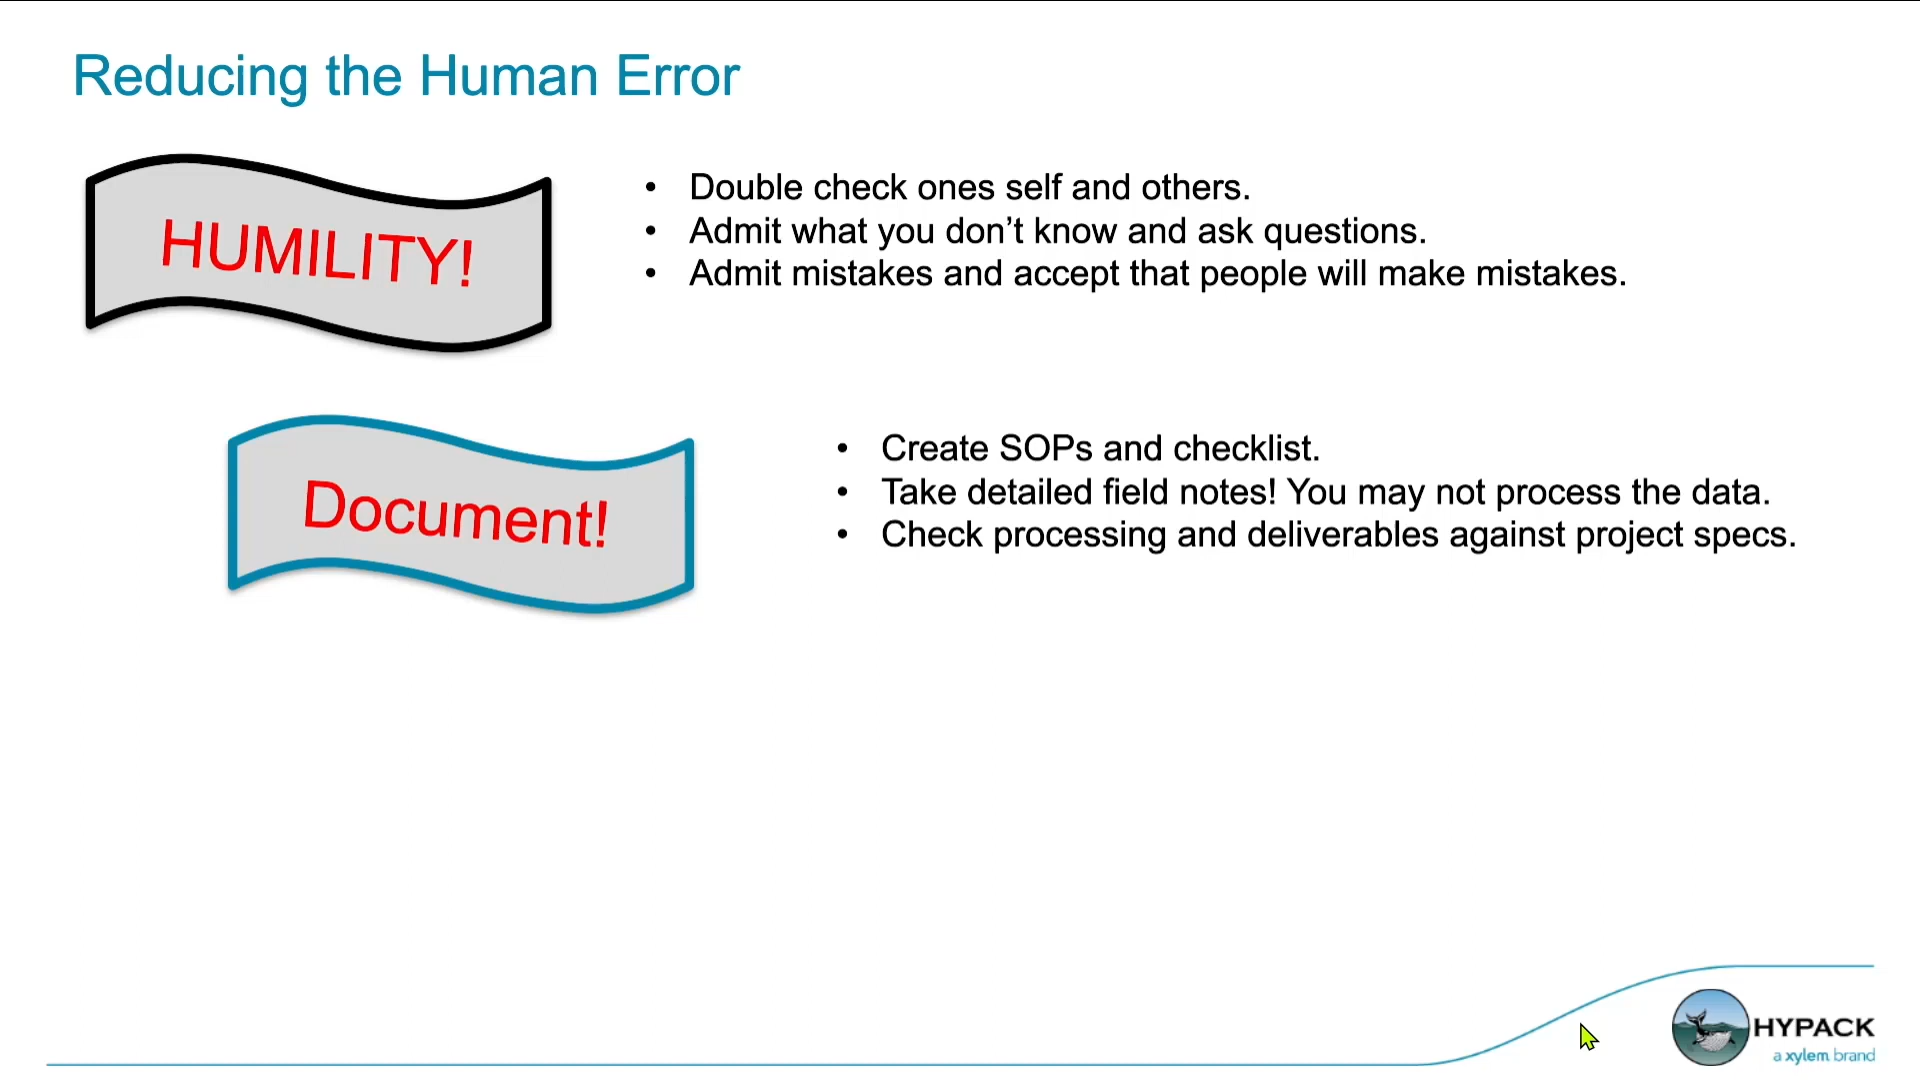 Reducing the Human Error
HUMILITY!
• Double check ones self and others.
• Admit what you don’t know and ask questions.
• Admit mistakes and accept that people will make mistakes.
Document!
• Create SOPs and checklist.
• Take detailed field notes! You may not process the data.
• Check processing and deliverables against project specs.
HYPACK
a xylem brand